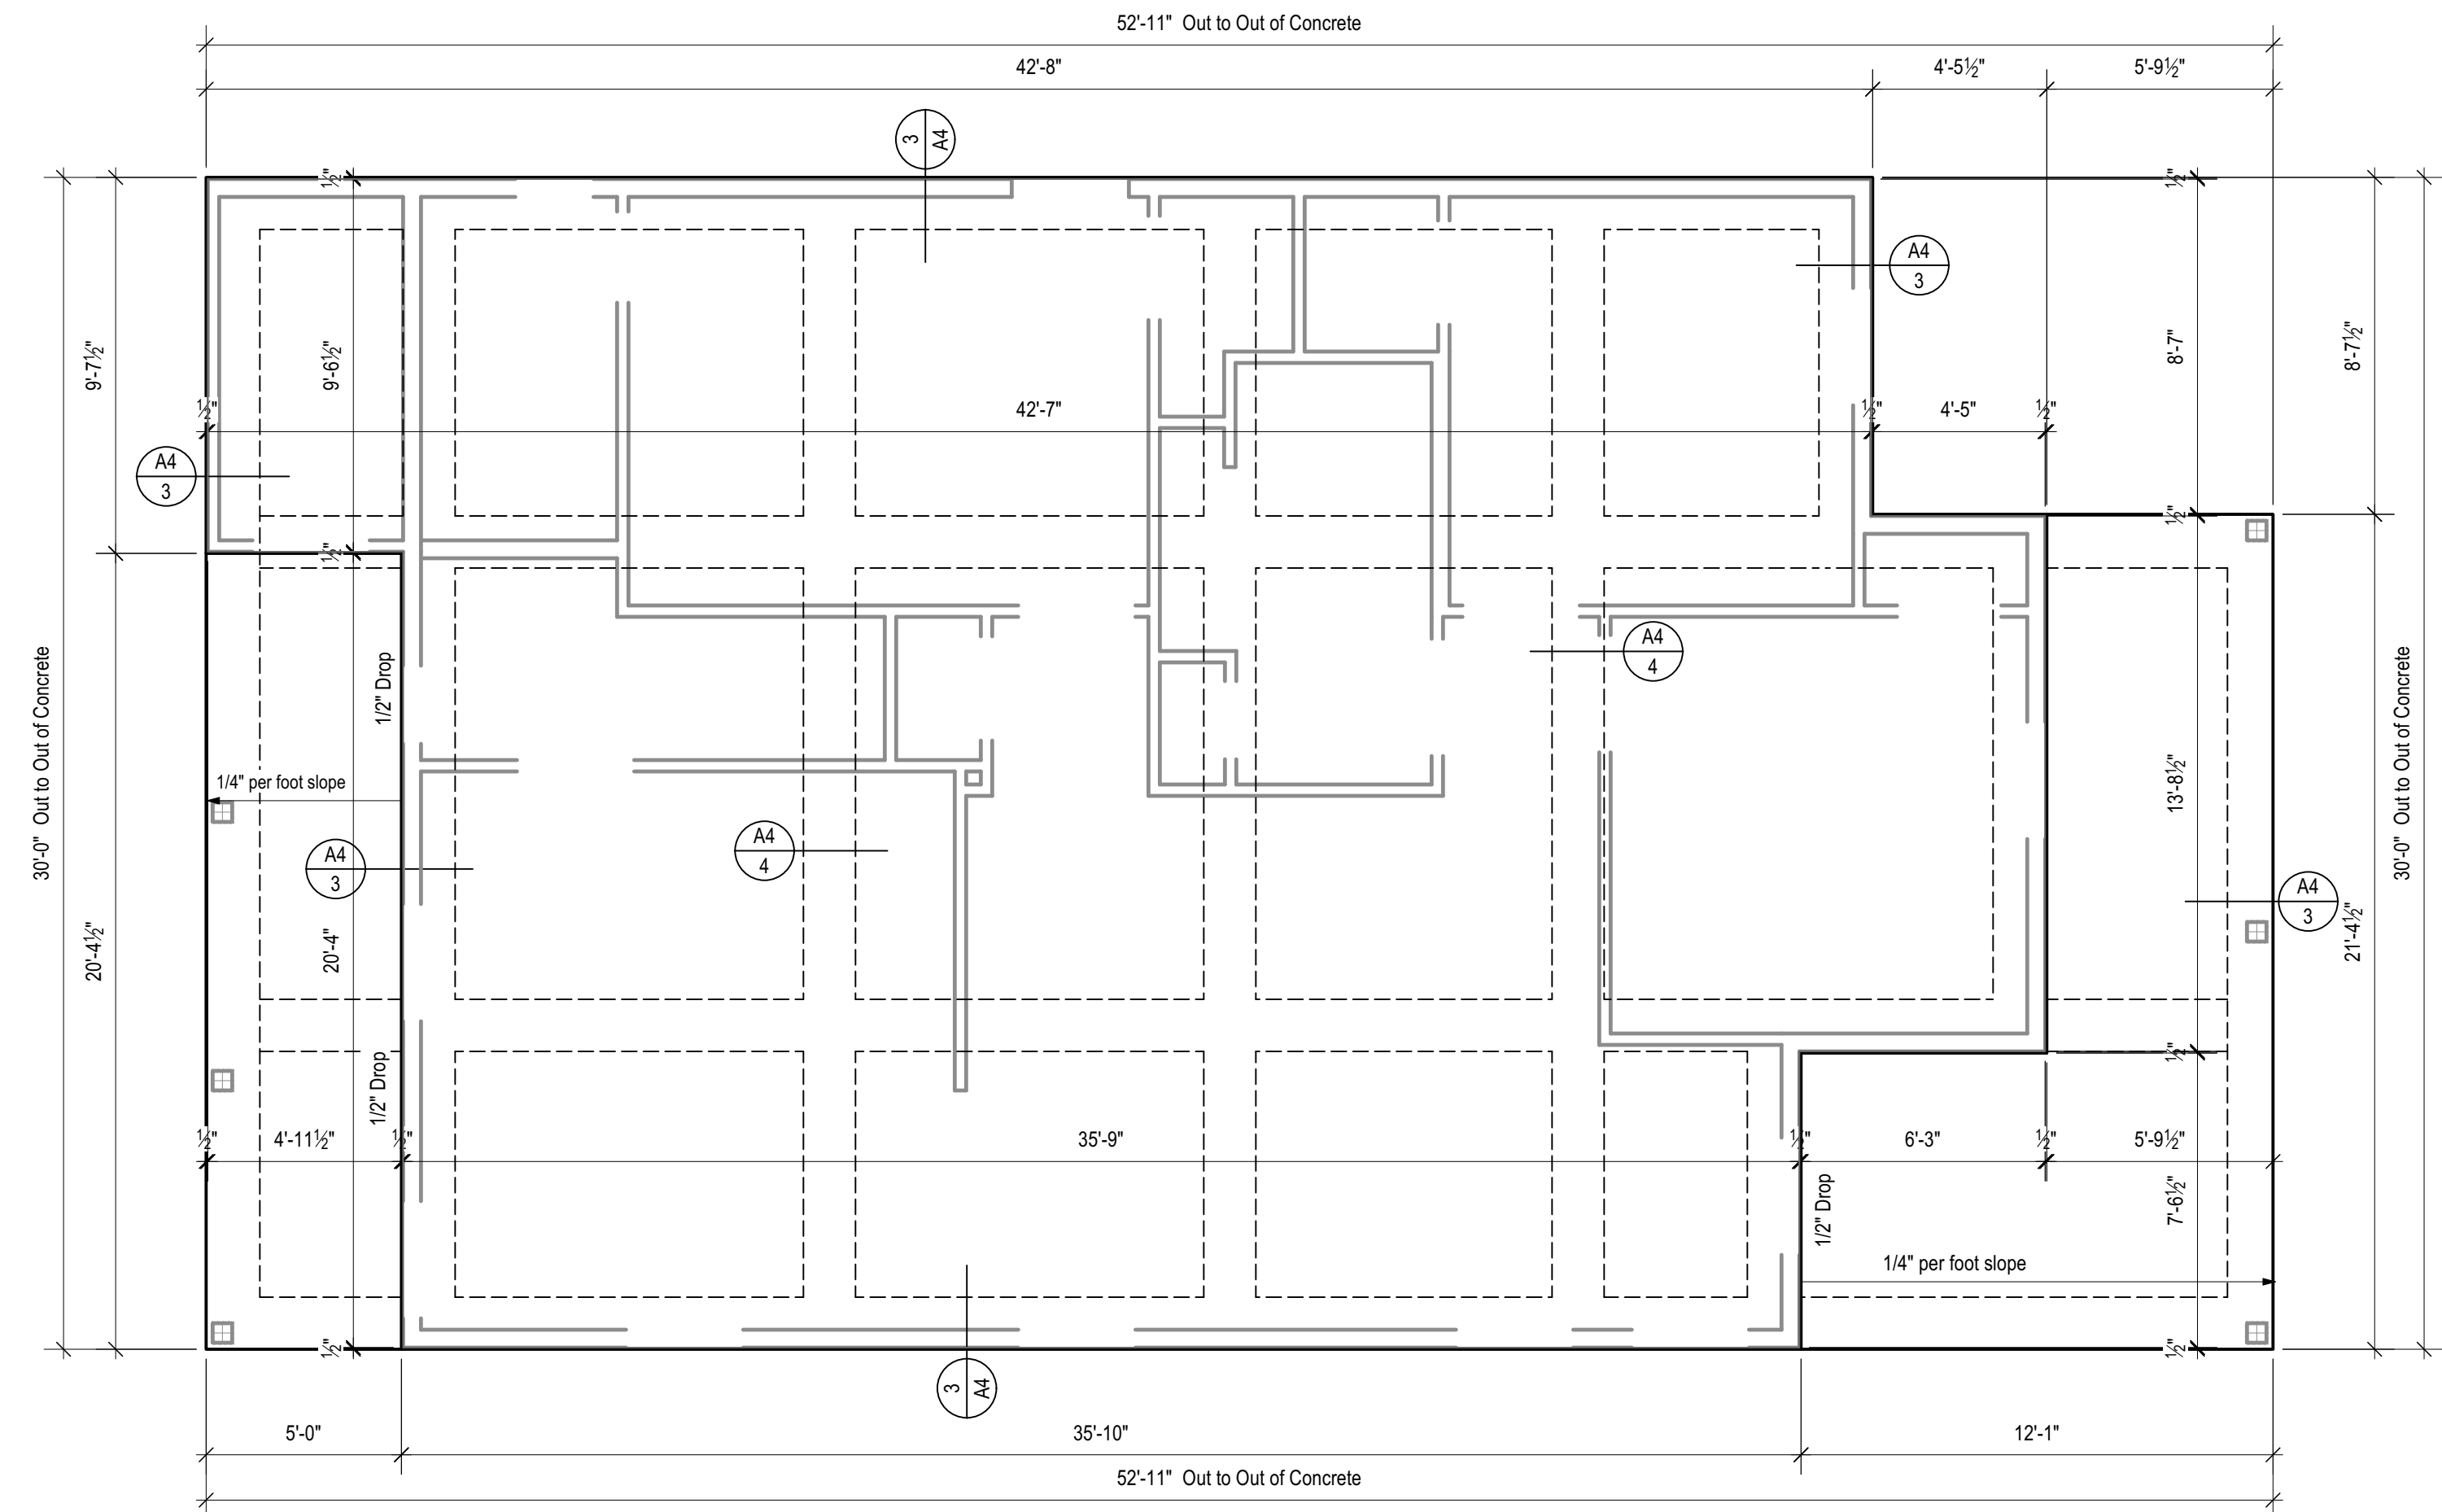 52'-11" Out to Out of Concrete
42'-8"
4'-5½"
5'-9½"
3
A4
½"
½"
A4
3
9'-7½"
9'-6½"
8'-7"
8'-7½"
½"
42'-7"
½"
4'-5"
½"
A4
3
½"
½"
A4
4
30'-0" Out to Out of Concrete
1/2" Drop
30'-0" Out to Out of Concrete
1/4" per foot slope
13'-8½"
A4
4
A4
3
A4
3
20'-4½"
20'-4"
21'-4½"
½"
1/2" Drop
½"
4'-11½"
½"
35'-9"
½"
6'-3"
½"
5'-9½"
1/2" Drop
7'-6½"
1/4" per foot slope
½"
½"
3
A4
5'-0"
35'-10"
12'-1"
52'-11" Out to Out of Concrete